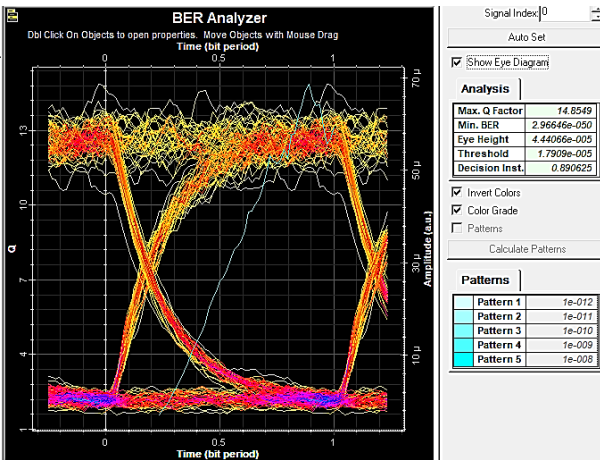 BER Analyzer
Dbl Click On Objects to open properties. Move Objects with Mouse Drag
Time (bit period)
0 0.5 1
70 µ
50 µ
30 µ
10 µ
Amplitude (a.u.)
13
10
7
4
1
Q
0 0.5 1
Time (bit period)
Signal Index: 0
Auto Set
Show Eye Diagram
Analysis
Max. Q Factor 14.8549
Min. BER 2.96646e-050
Eye Height 4.44066e-005
Threshold 1.7909e-005
Decision Inst. 0.890625
Invert Colors
Color Grade
Patterns
Calculate Patterns
Patterns
Pattern 1 1e-012
Pattern 2 1e-011
Pattern 3 1e-010
Pattern 4 1e-009
Pattern 5 1e-008